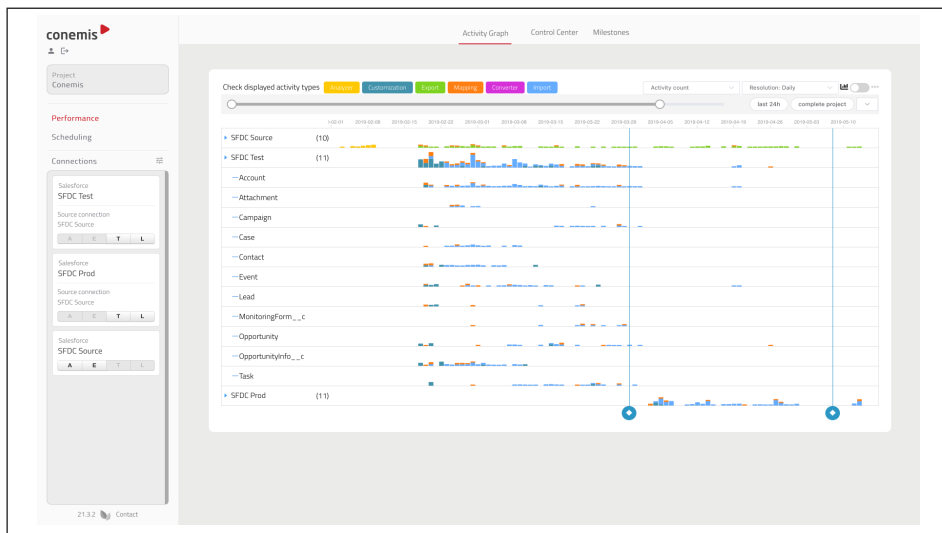 conemis
Activity Graph Control Center Milestones
Project
Conemis
Performance
Scheduling
Connections
Salesforce
SFDC Test
Source connection
SFDC Source
A E T L
Salesforce
SFDC Prod
Source connection
SFDC Source
A E T L
Salesforce
SFDC Source
A E T L
21.3.2 Contact
Check displayed activity types Analyzer Customization Export Mapping Converter Import Activity count Resolution: Daily
last 24h complete project
2019-02-08 2019-02-15 2019-02-22 2019-03-01 2019-03-08 2019-03-15 2019-03-22 2019-03-29 2019-04-05 2019-04-12 2019-04-19 2019-04-26 2019-05-03 2019-05-10
SFDC Source (10)
SFDC Test (11)
Account
Attachment
Campaign
Case
Contact
Event
Lead
MonitoringForm__c
Opportunity
OpportunityInfo__c
Task
SFDC Prod (11)